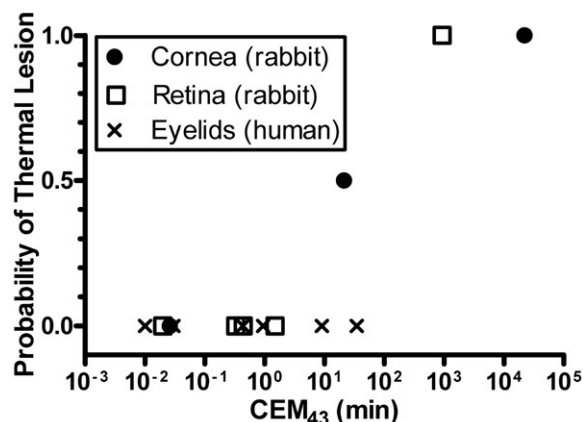 Probability of Thermal Lesion
1.0
0.5
0.0
Cornea (rabbit)
Retina (rabbit)
Eyelids (human)
10⁻³ 10⁻² 10⁻¹ 10⁰ 10¹ 10² 10³ 10⁴ 10⁵
CEM₄₃ (min)